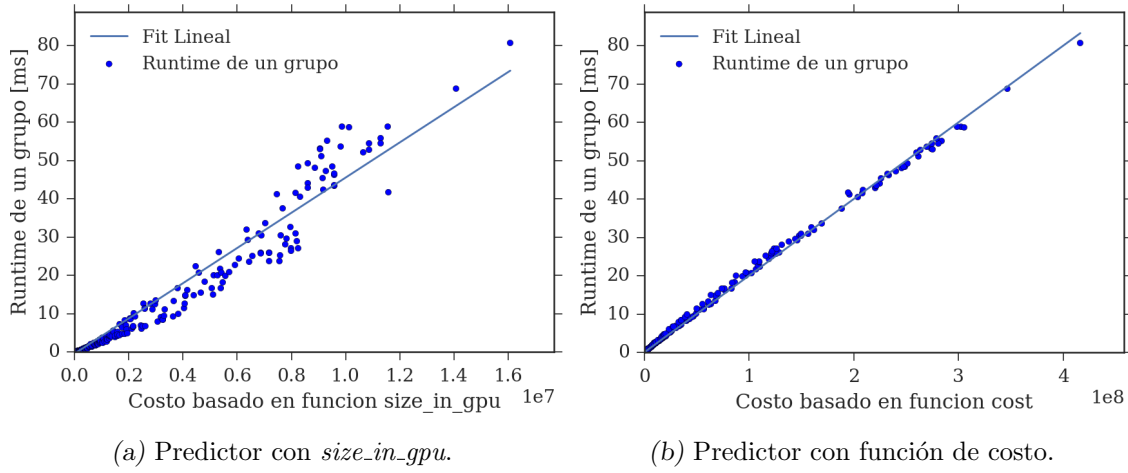 Fit Lineal
Runtime de un grupo
Runtime de un grupo [ms]
80
70
60
50
40
30
20
10
0
0.0 0.2 0.4 0.6 0.8 1.0 1.2 1.4 1.6
1e7
Costo basado en funcion size_in_gpu
(a) Predictor con size_in_gpu.
Fit Lineal
Runtime de un grupo
Runtime de un grupo [ms]
80
70
60
50
40
30
20
10
0
0 1 2 3 4
1e8
Costo basado en funcion cost
(b) Predictor con función de costo.